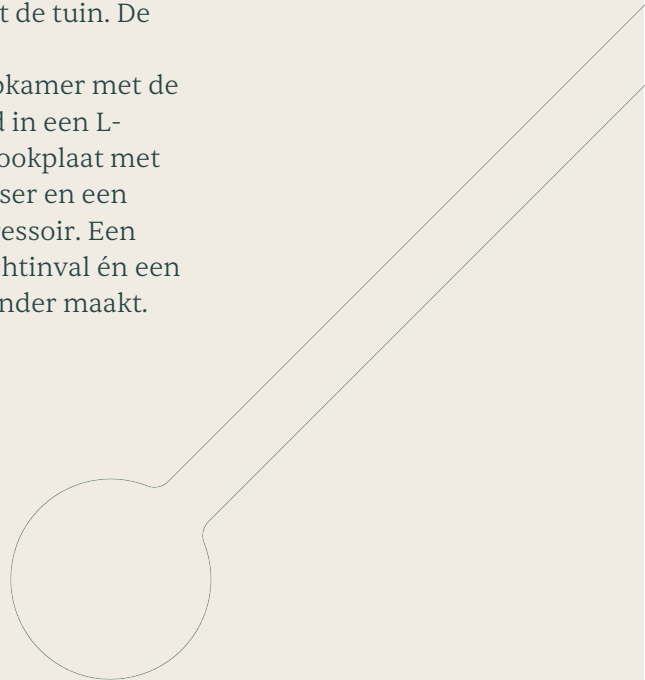 t de tuin. De
okamer met de
d in een L-
ookplaat met
ser en een
essoir. Een
htinval én een
nder maakt.